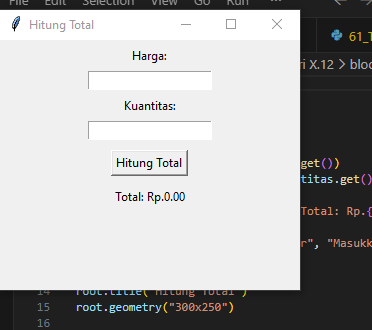 File Edit Selection View Go Run
Hitung Total
61_T
Harga:
ri X.12 > bloc
Kuantitas:
get())
Hitung Total
titas.get()
Total: Rp.0.00
Total: Rp.{
r", "Masukk
14 root.title("Hitung Total")
15 root.geometry("300x250")